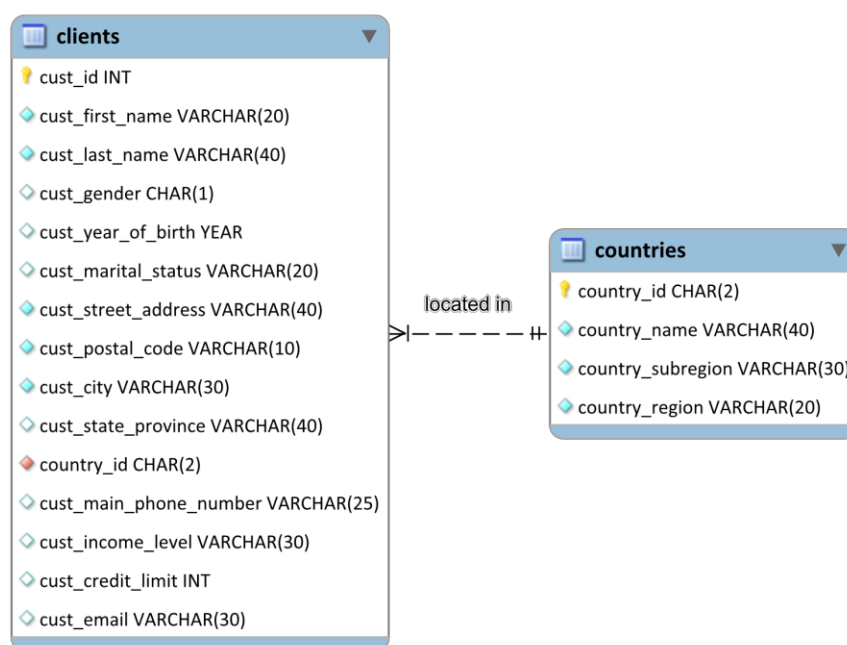 clients
cust_id INT
cust_first_name VARCHAR(20)
cust_last_name VARCHAR(40)
cust_gender CHAR(1)
cust_year_of_birth YEAR
cust_marital_status VARCHAR(20)
cust_street_address VARCHAR(40)
cust_postal_code VARCHAR(10)
cust_city VARCHAR(30)
cust_state_province VARCHAR(40)
country_id CHAR(2)
cust_main_phone_number VARCHAR(25)
cust_income_level VARCHAR(30)
cust_credit_limit INT
cust_email VARCHAR(30)
located in
countries
country_id CHAR(2)
country_name VARCHAR(40)
country_subregion VARCHAR(30)
country_region VARCHAR(20)